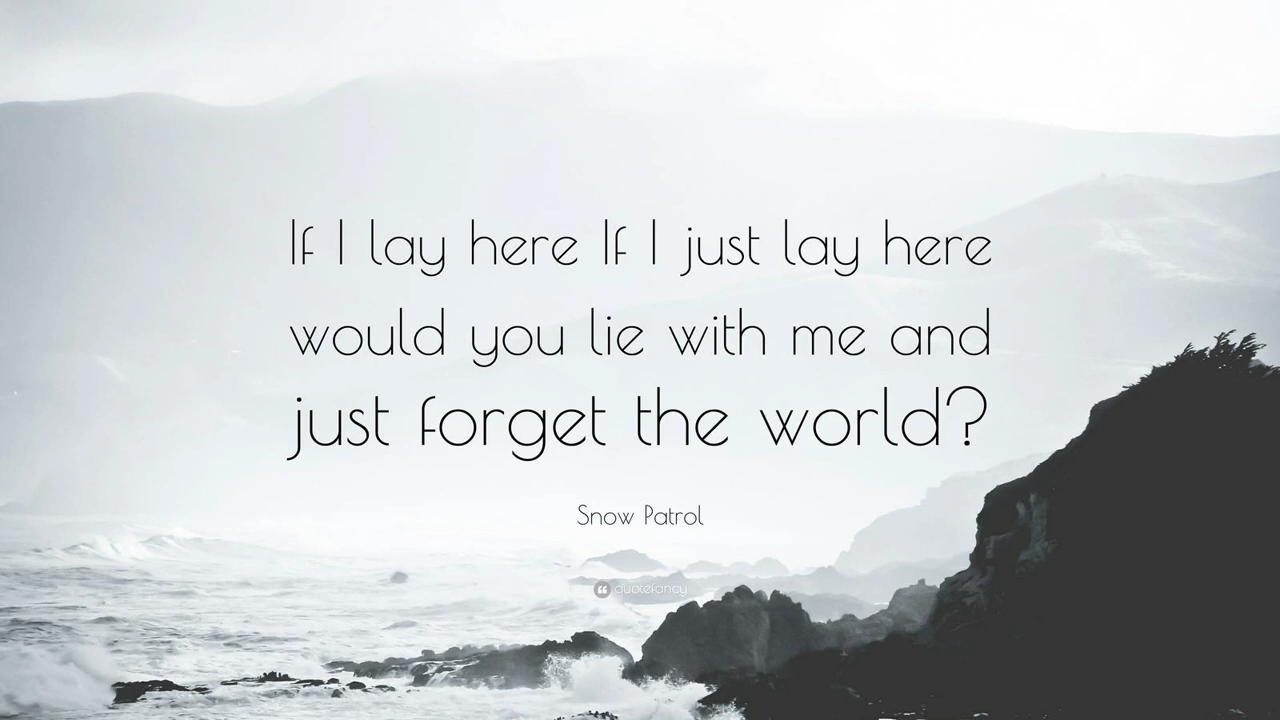 If I lay here If I just lay here
would you lie with me and
just forget the world?
Snow Patrol
quotefancy